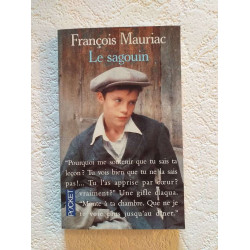 François Mauriac
Le sagouin
"Pourquoi me soutenir que tu sais ta
leçon ? Tu vois bien que tu ne la sais
pas!... Tu l'as apprise par cœur ?
vraiment ?" Une gifle claqua.
"Monte à ta chambre. Que je ne
te voie plus jusqu'au dîner."
POCKET